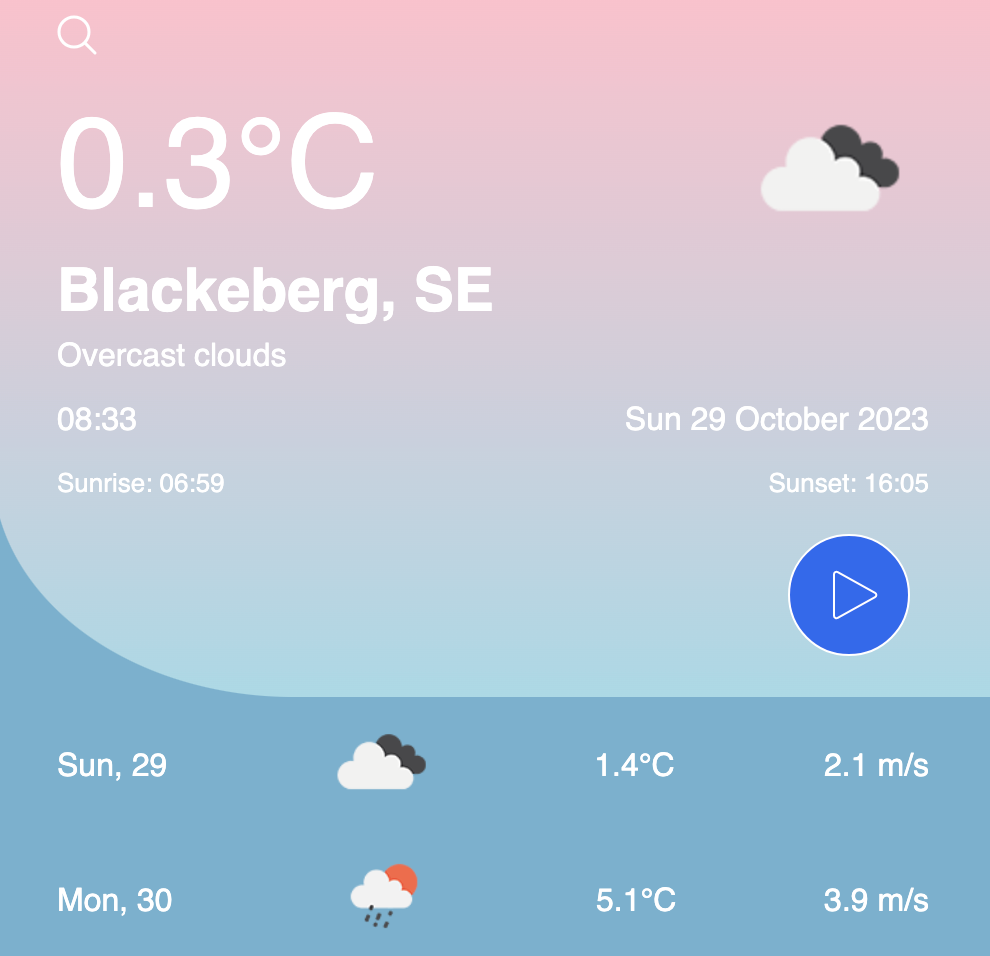 0.3°C
Blackeberg, SE
Overcast clouds
08:33 Sun 29 October 2023
Sunrise: 06:59 Sunset: 16:05
Sun, 29 1.4°C 2.1 m/s
Mon, 30 5.1°C 3.9 m/s